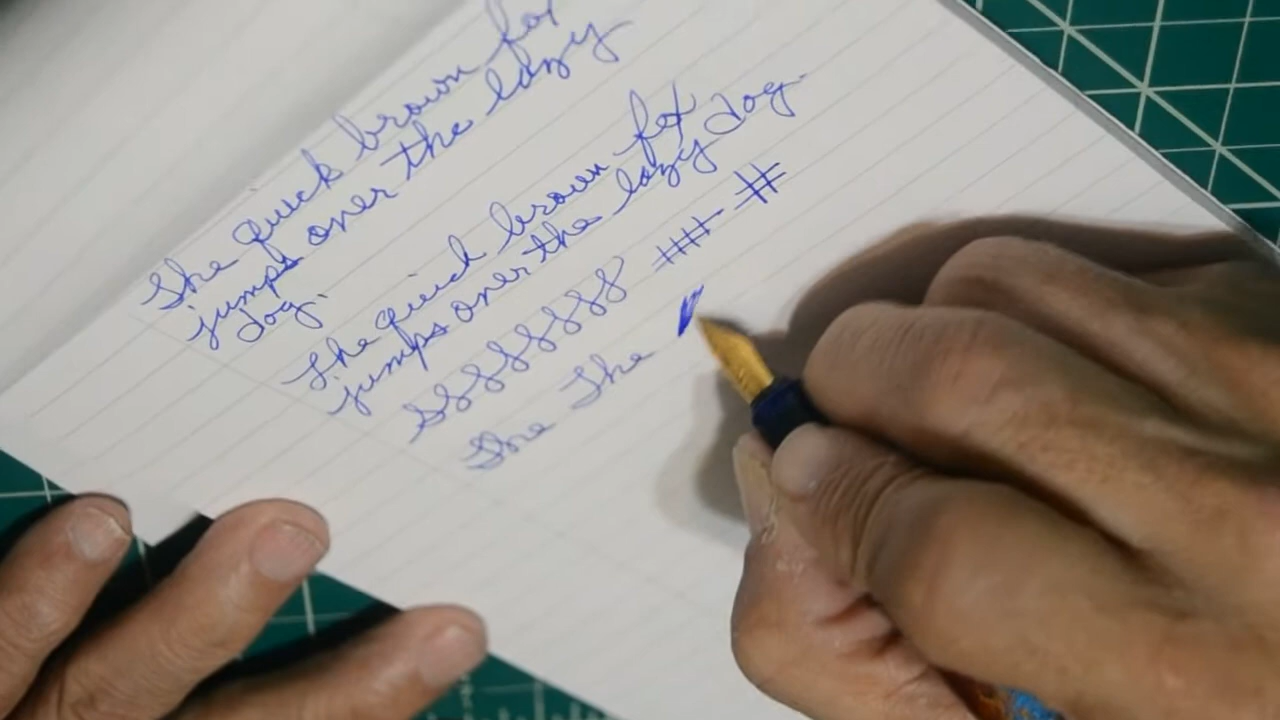 The quick brown fox
jumps over the lazy
dog.
The quick brown fox
jumps over the lazy dog.
SSSSSSS ## #
The The